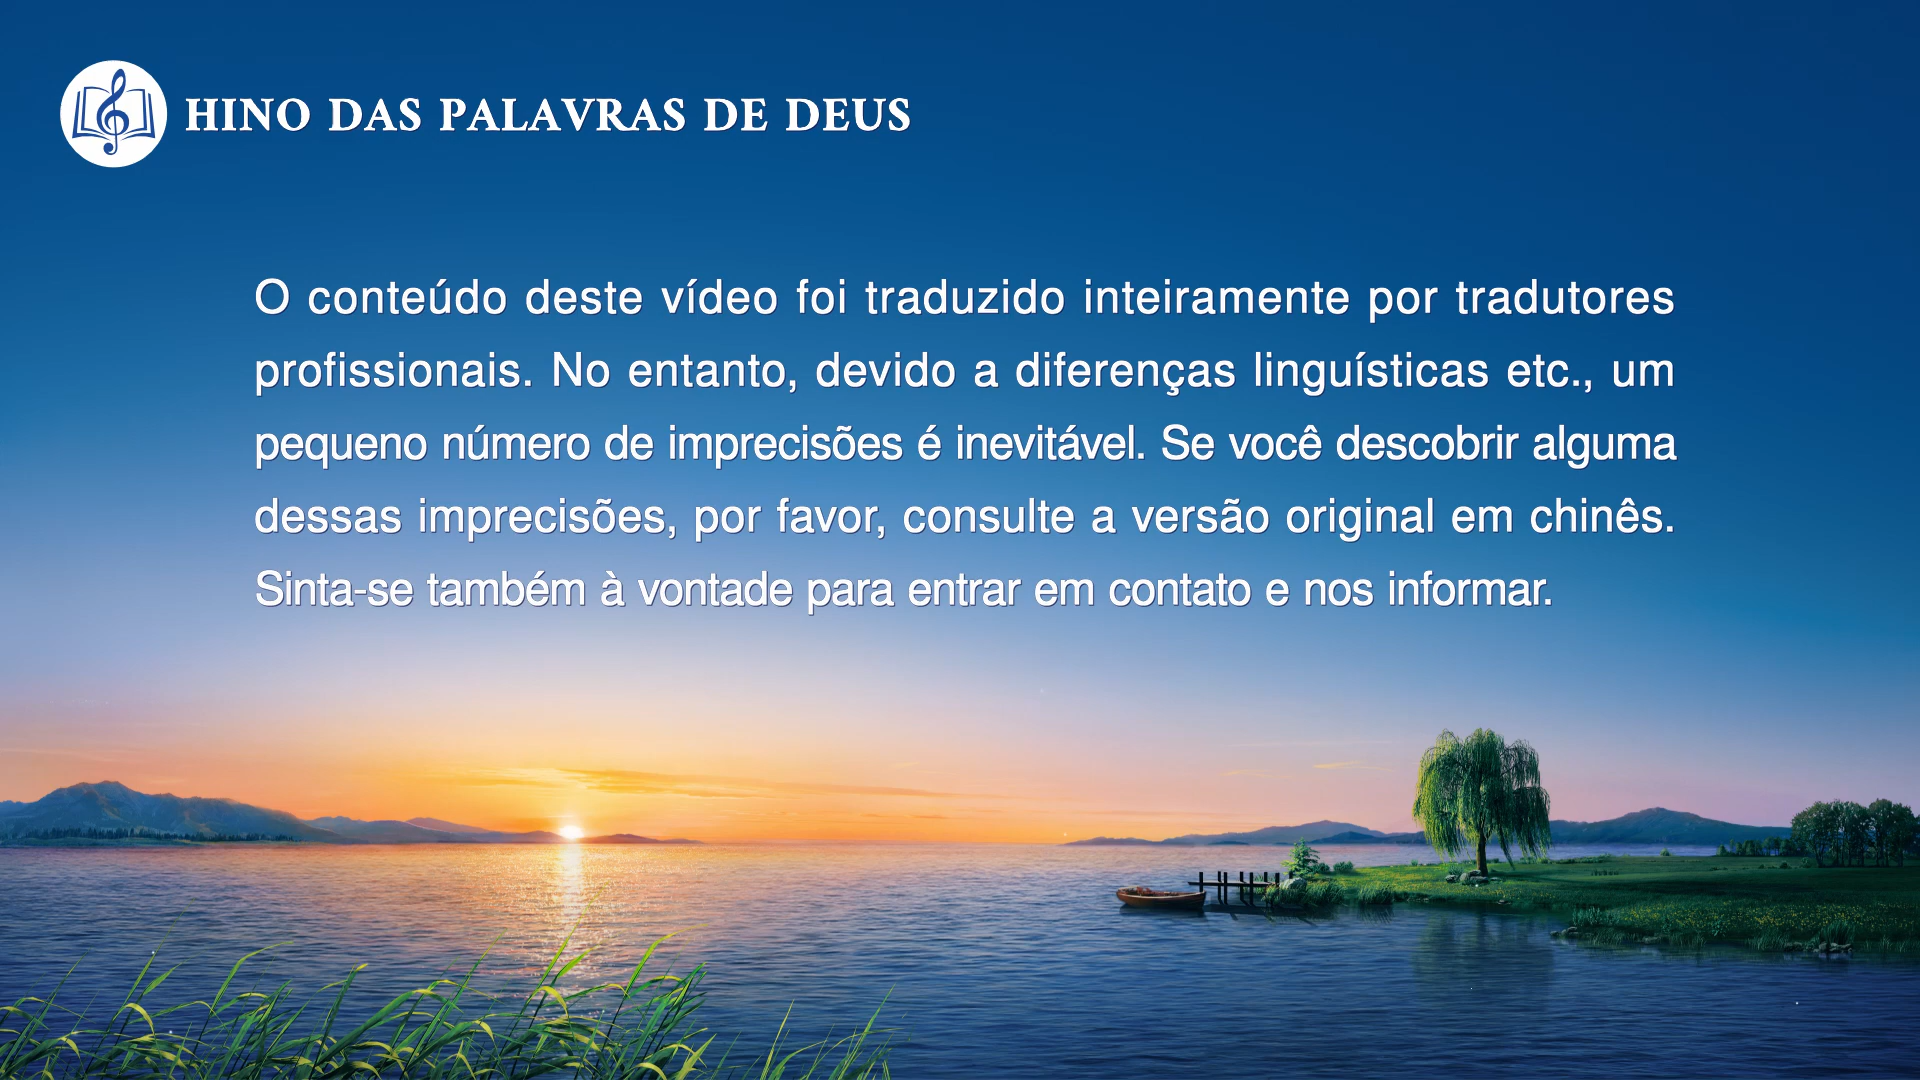 HINO DAS PALAVRAS DE DEUS
O conteúdo deste vídeo foi traduzido inteiramente por tradutores
profissionais. No entanto, devido a diferenças linguísticas etc., um
pequeno número de imprecisões é inevitável. Se você descobrir alguma
dessas imprecisões, por favor, consulte a versão original em chinês.
Sinta-se também à vontade para entrar em contato e nos informar.